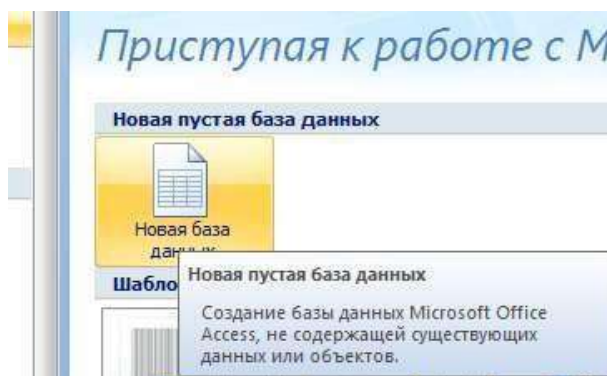 Приступая к работе с M
Новая пустая база данных
Новая база
данных
Шабло
Новая пустая база данных
Создание базы данных Microsoft Office
Access, не содержащей существующих
данных или объектов.